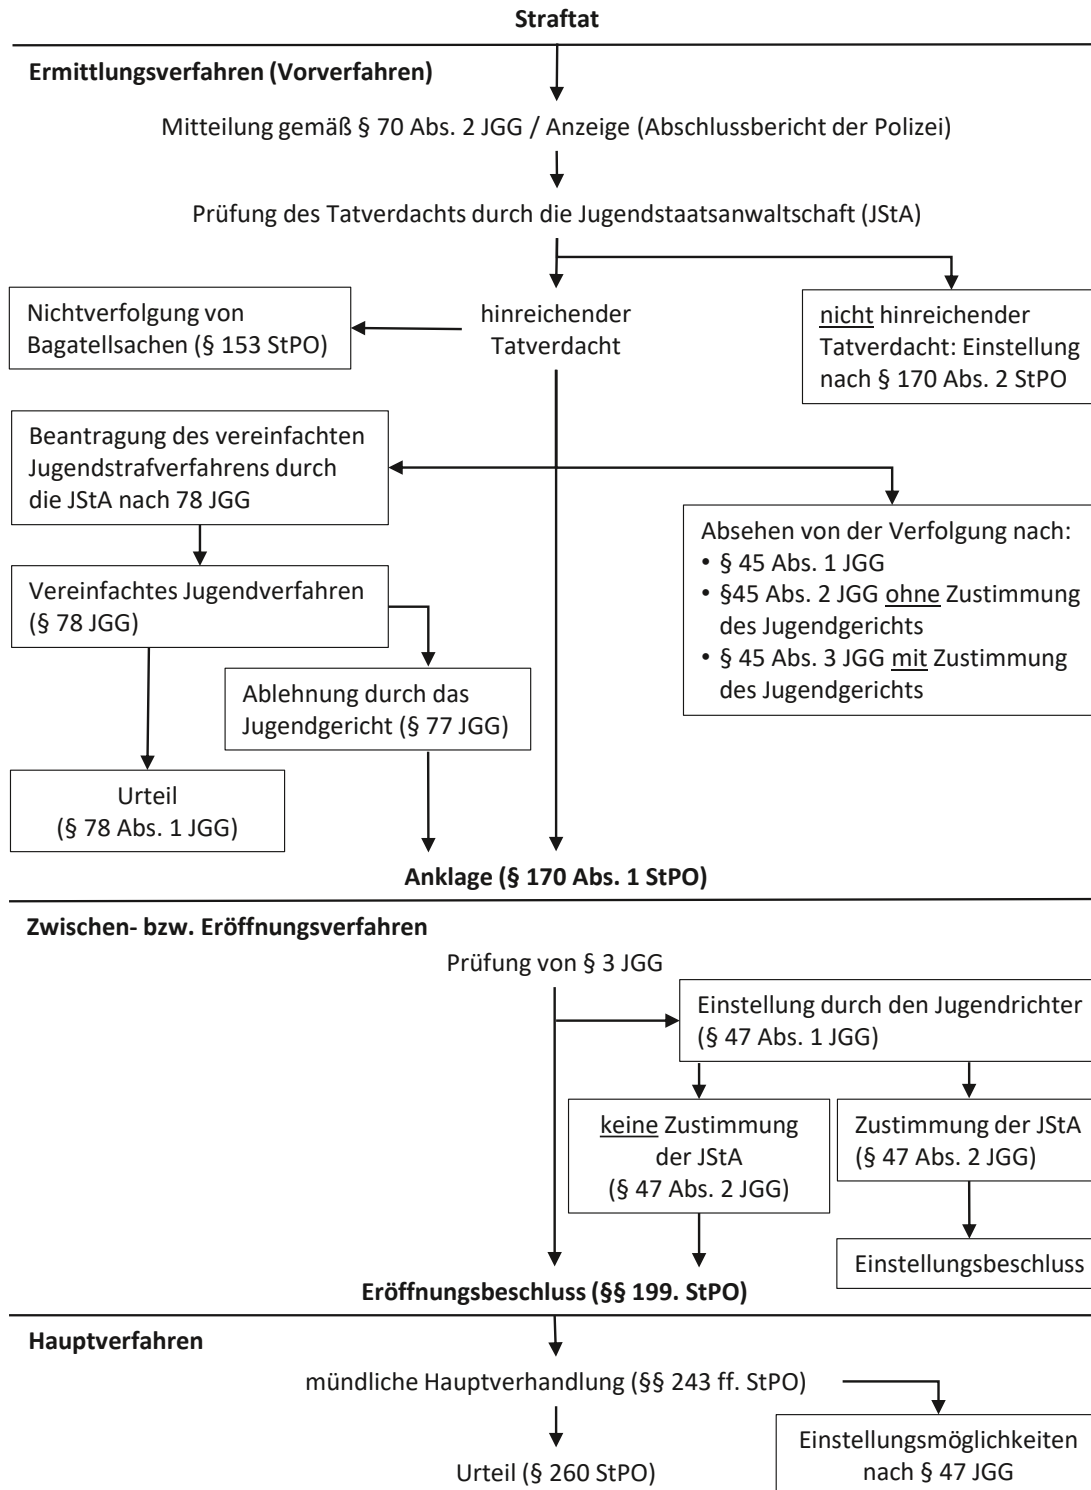 Straftat
Ermittlungsverfahren (Vorverfahren)
Mitteilung gemäß § 70 Abs. 2 JGG / Anzeige (Abschlussbericht der Polizei)
Prüfung des Tatverdachts durch die Jugendstaatsanwaltschaft (JStA)
Nichtverfolgung von
Bagatellsachen (§ 153 StPO)
hinreichender
Tatverdacht
nicht hinreichender
Tatverdacht: Einstellung
nach § 170 Abs. 2 StPO
Beantragung des vereinfachten
Jugendstrafverfahrens durch
die JStA nach 78 JGG
Absehen von der Verfolgung nach:
• § 45 Abs. 1 JGG
• §45 Abs. 2 JGG ohne Zustimmung
des Jugendgerichts
• § 45 Abs. 3 JGG mit Zustimmung
des Jugendgerichts
Vereinfachtes Jugendverfahren
(§ 78 JGG)
Ablehnung durch das
Jugendgericht (§ 77 JGG)
Urteil
(§ 78 Abs. 1 JGG)
Anklage (§ 170 Abs. 1 StPO)
Zwischen- bzw. Eröffnungsverfahren
Prüfung von § 3 JGG
Einstellung durch den Jugendrichter
(§ 47 Abs. 1 JGG)
keine Zustimmung
der JStA
(§ 47 Abs. 2 JGG)
Zustimmung der JStA
(§ 47 Abs. 2 JGG)
Einstellungsbeschluss
Eröffnungsbeschluss (§§ 199. StPO)
Hauptverfahren
mündliche Hauptverhandlung (§§ 243 ff. StPO)
Einstellungsmöglichkeiten
nach § 47 JGG
Urteil (§ 260 StPO)